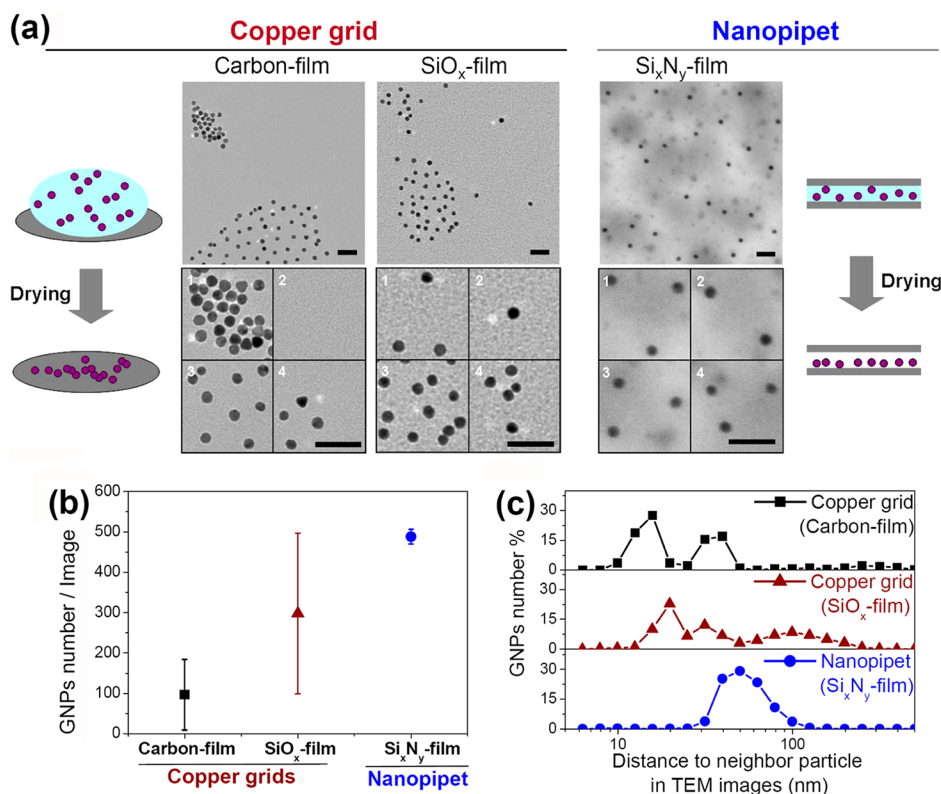 (a)
Copper grid
Nanopipet
Carbon-film
SiOx-film
SixNy-film
Drying
Drying
1
2
3
4
1
2
3
4
1
2
3
4
(b)
600
500
400
300
200
100
0
GNPs number / Image
Carbon-film
SiOx-film
SixNy-film
Copper grids
Nanopipet
(c)
GNPs number %
30
15
0
30
15
0
30
15
0
Copper grid
(Carbon-film)
Copper grid
(SiOx-film)
Nanopipet
(SixNy-film)
10
100
Distance to neighbor particle
in TEM images (nm)